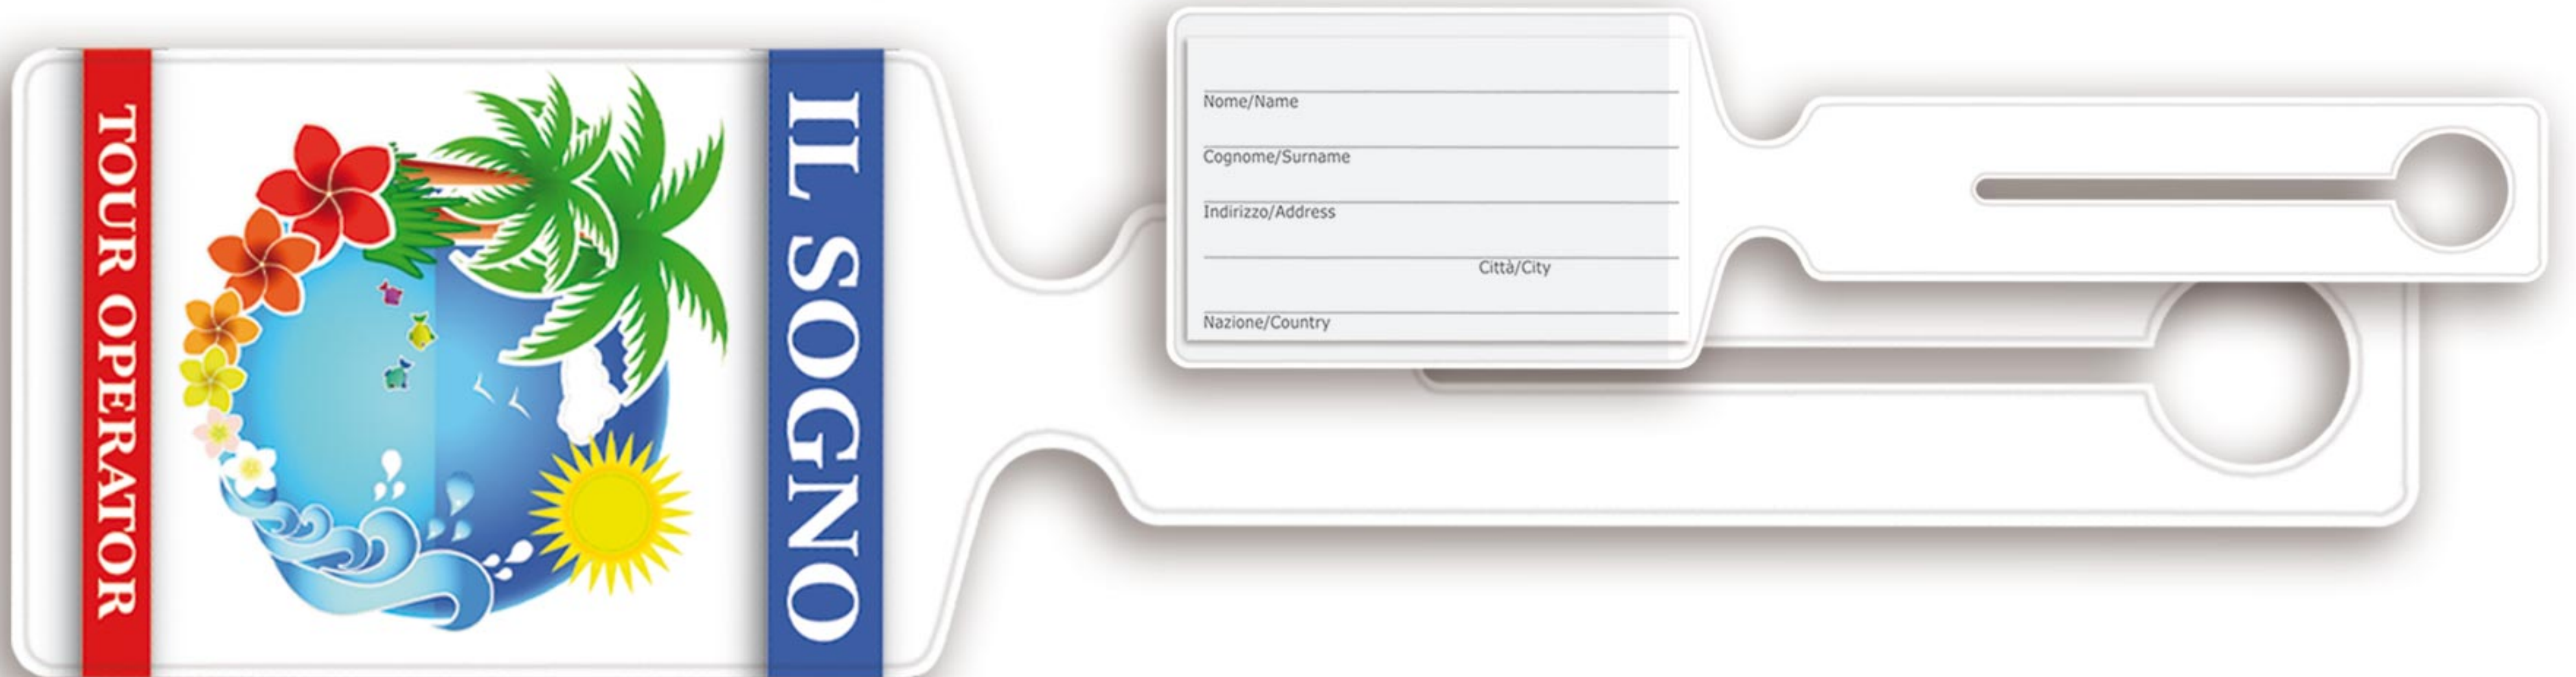 TOUR OPERATOR
IL SOGNO
Nome/Name
Cognome/Surname
Indirizzo/Address
Città/City
Nazione/Country